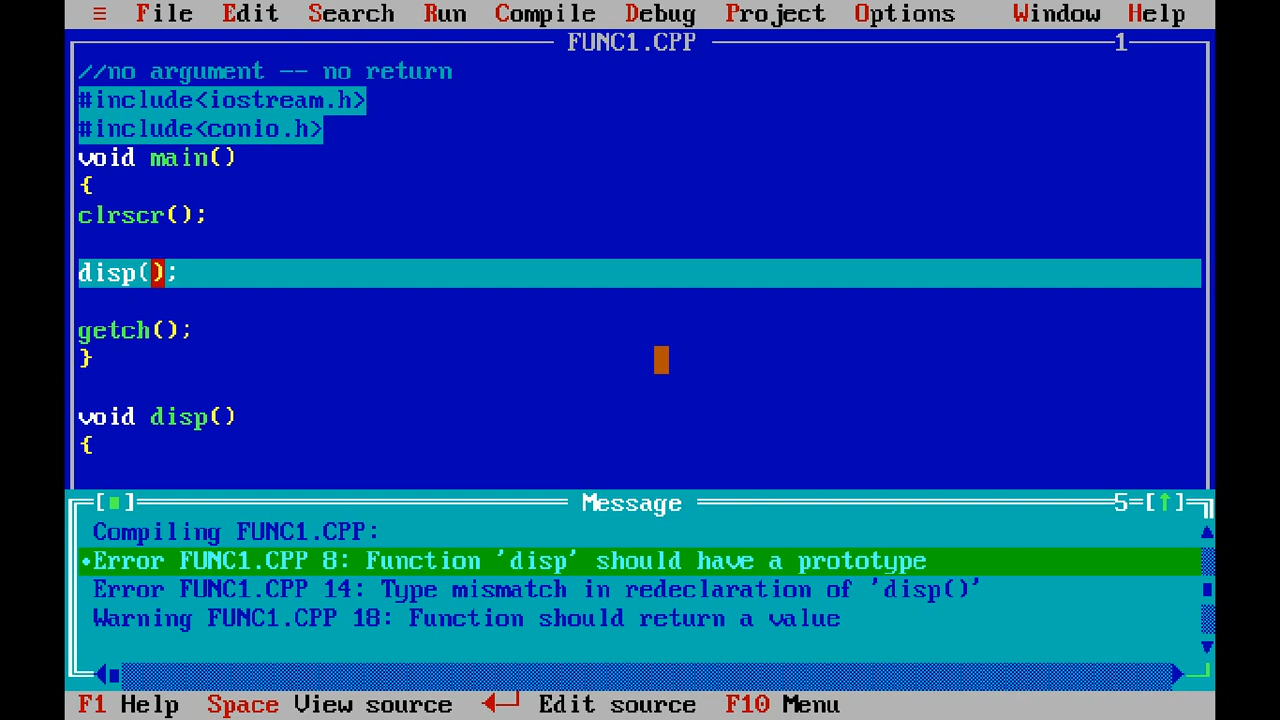 ≡ File Edit Search Run Compile Debug Project Options Window Help
FUNC1.CPP 1
//no argument -- no return
#include<iostream.h>
#include<conio.h>
void main()
{
clrscr();
disp();
getch();
}
void disp()
{
[■] Message 5=[↑]
Compiling FUNC1.CPP:
•Error FUNC1.CPP 8: Function 'disp' should have a prototype
Error FUNC1.CPP 14: Type mismatch in redeclaration of 'disp()'
Warning FUNC1.CPP 18: Function should return a value
F1 Help Space View source ◄┘ Edit source F10 Menu